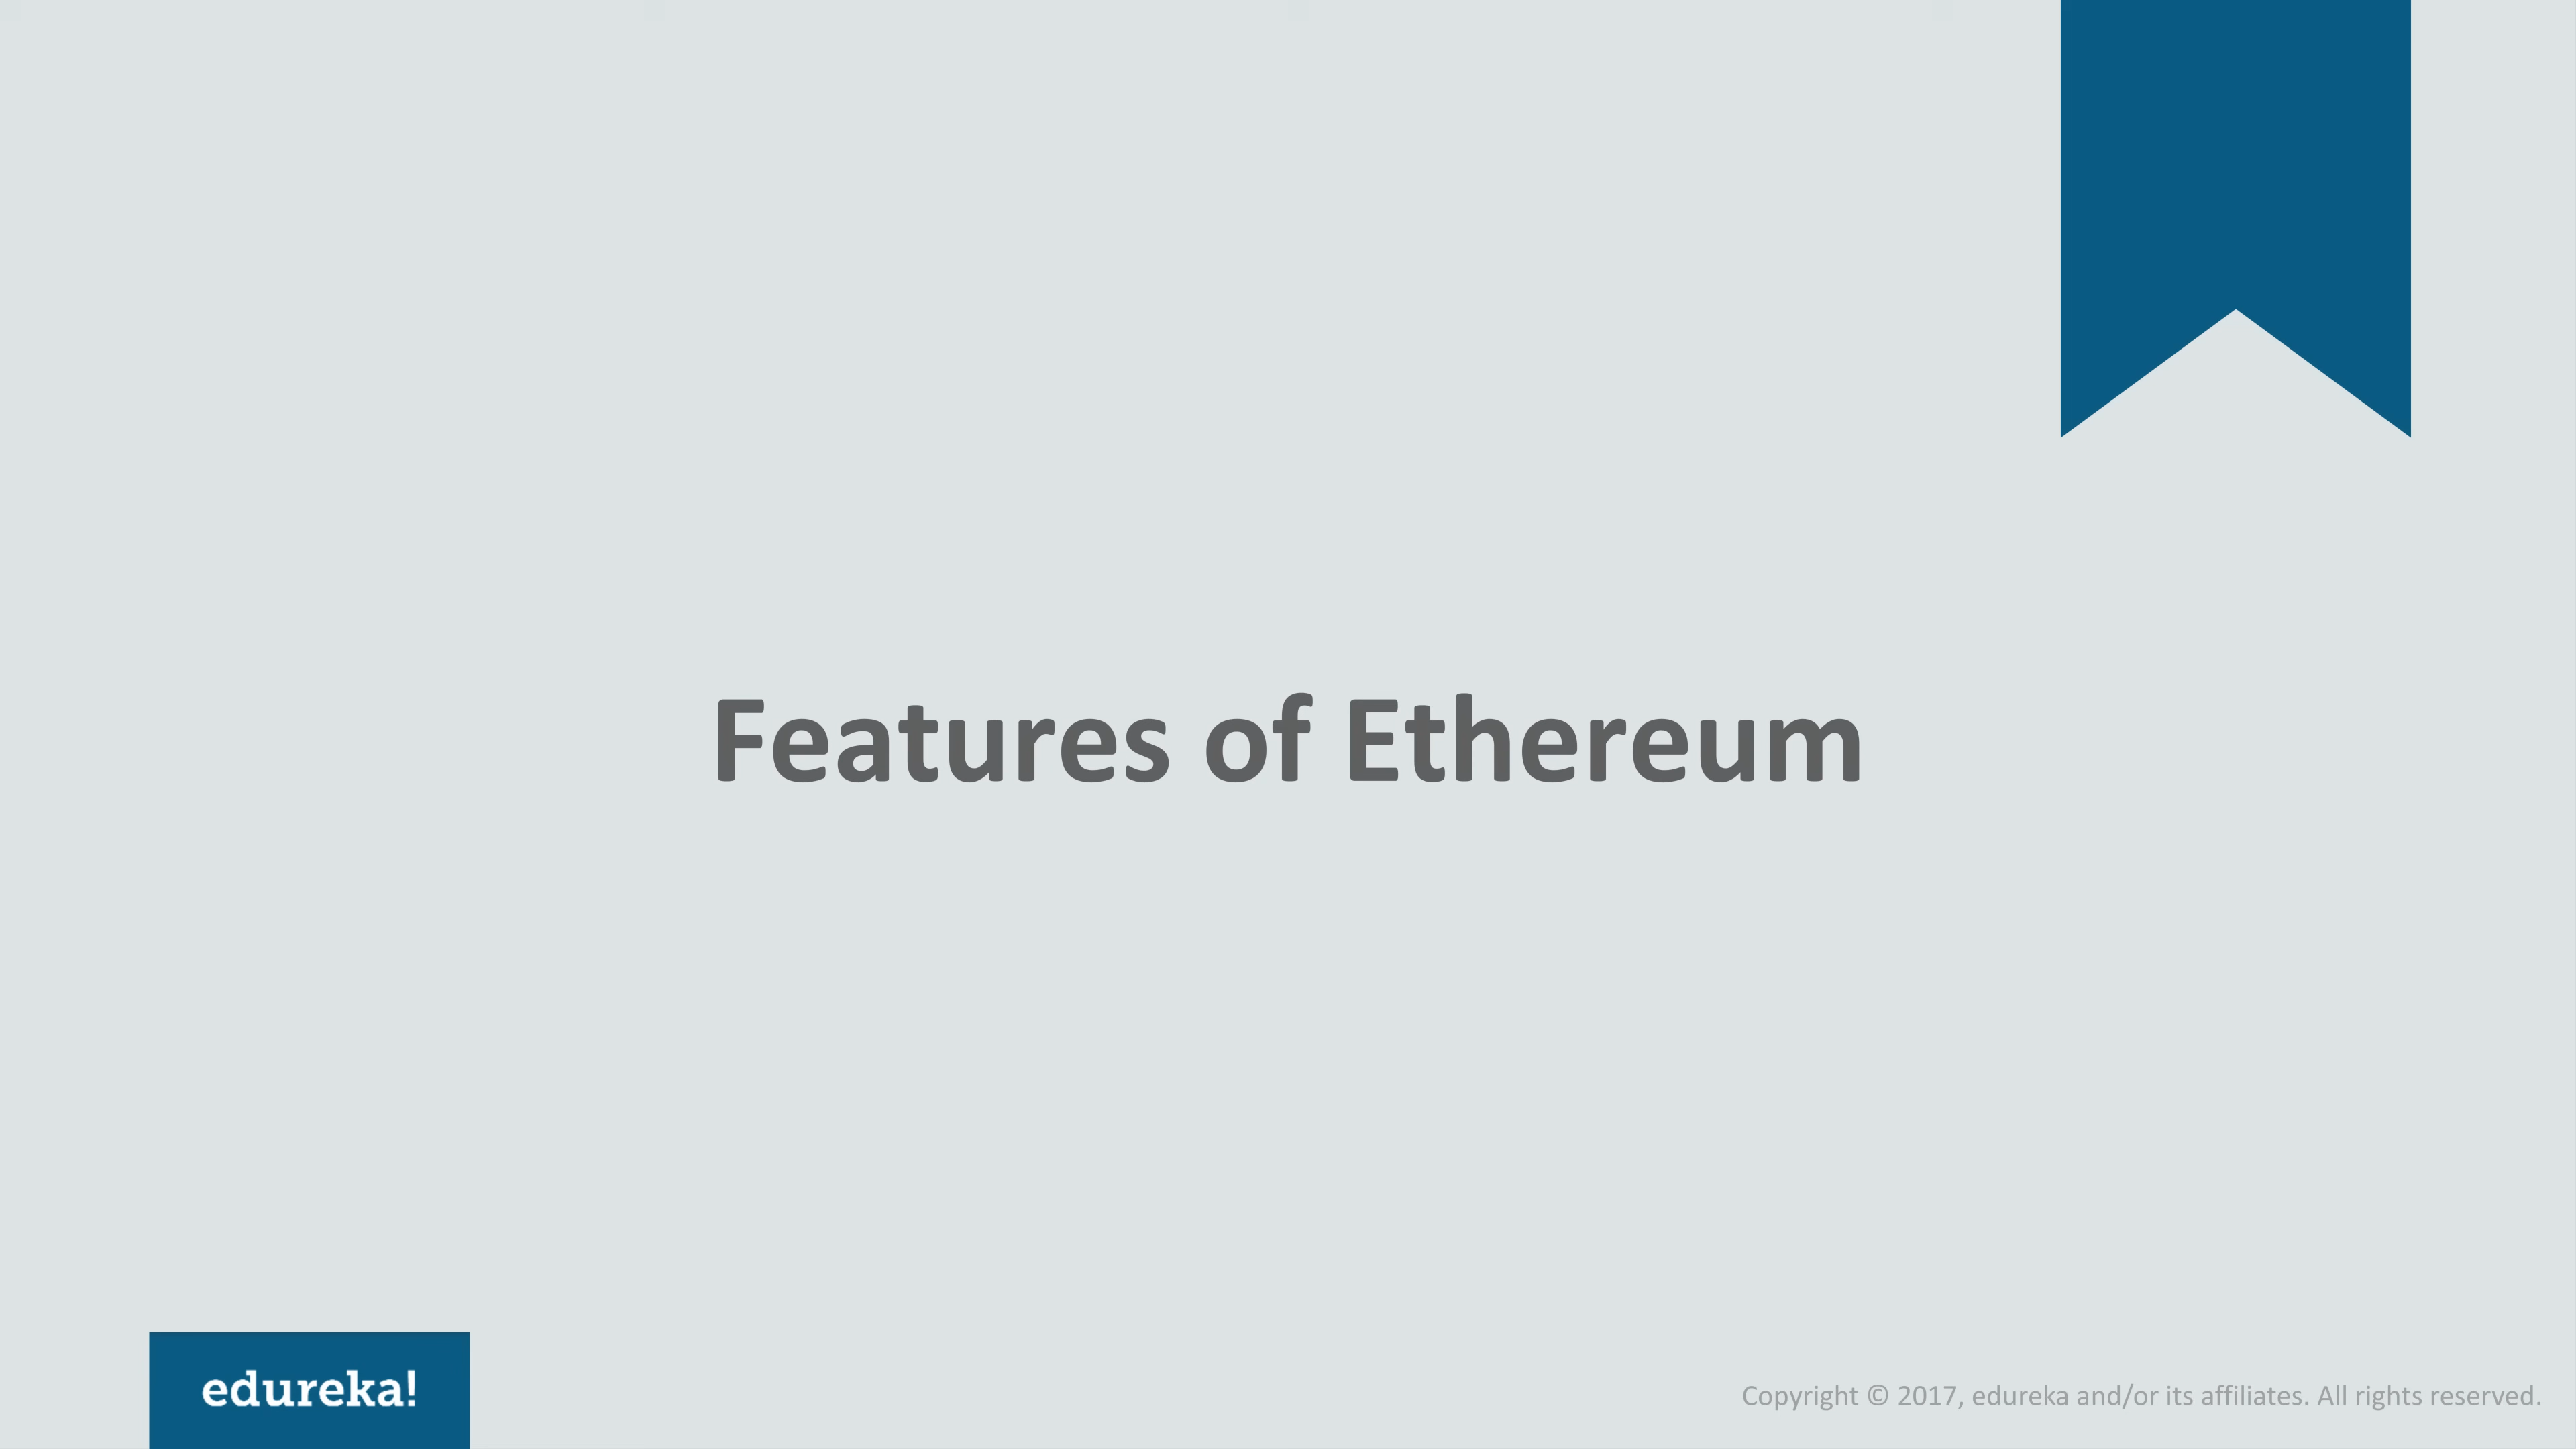 Features of Ethereum
edureka!
Copyright © 2017, edureka and/or its affiliates. All rights reserved.